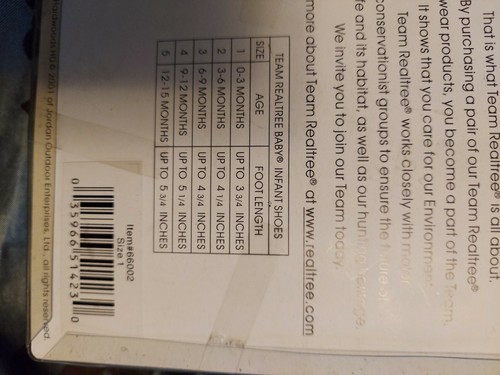 That is what Team Realtree® is all about.
By purchasing a pair of our Team Realtree®
wear products, you become a part of the Team.
It shows that you care for our Environment.
Team Realtree® works closely with
conservationist groups to ensure the
fe and its habitat, as well as our
We invite you to join our Team today.
more about Team Realtree® at www.realtree.com
TEAM REALTREE BABY® INFANT SHOES
SIZE AGE FOOT LENGTH
1 0-3 MONTHS UP TO 3 3/4 INCHES
2 3-6 MONTHS UP TO 4 1/4 INCHES
3 6-9 MONTHS UP TO 4 3/4 INCHES
4 9-12 MONTHS UP TO 5 1/4 INCHES
5 12-15 MONTHS UP TO 5 3/4 INCHES
Item#66002
Size 1
0 35966 51423 0
2001 of Jordan Outdoor Enterprises, Ltd., all rights reserved.